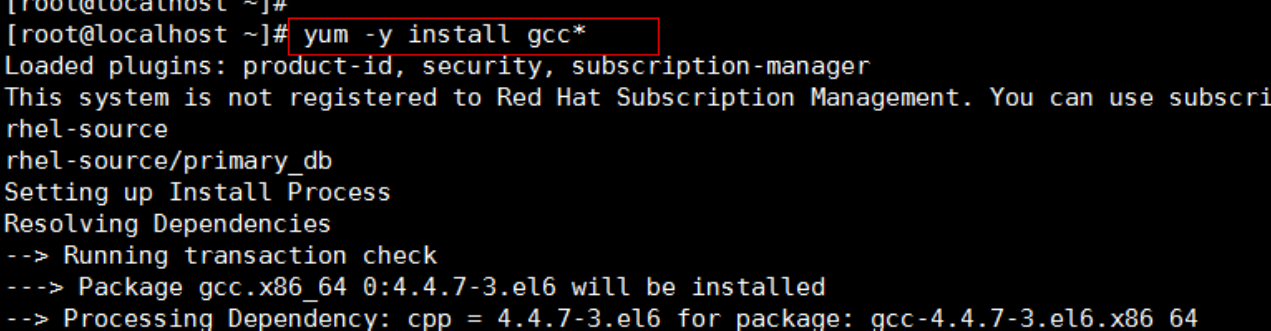 [root@localhost ~]#
[root@localhost ~]# yum -y install gcc*
Loaded plugins: product-id, security, subscription-manager
This system is not registered to Red Hat Subscription Management. You can use subscri
rhel-source
rhel-source/primary_db
Setting up Install Process
Resolving Dependencies
--> Running transaction check
---> Package gcc.x86_64 0:4.4.7-3.el6 will be installed
--> Processing Dependency: cpp = 4.4.7-3.el6 for package: gcc-4.4.7-3.el6.x86_64